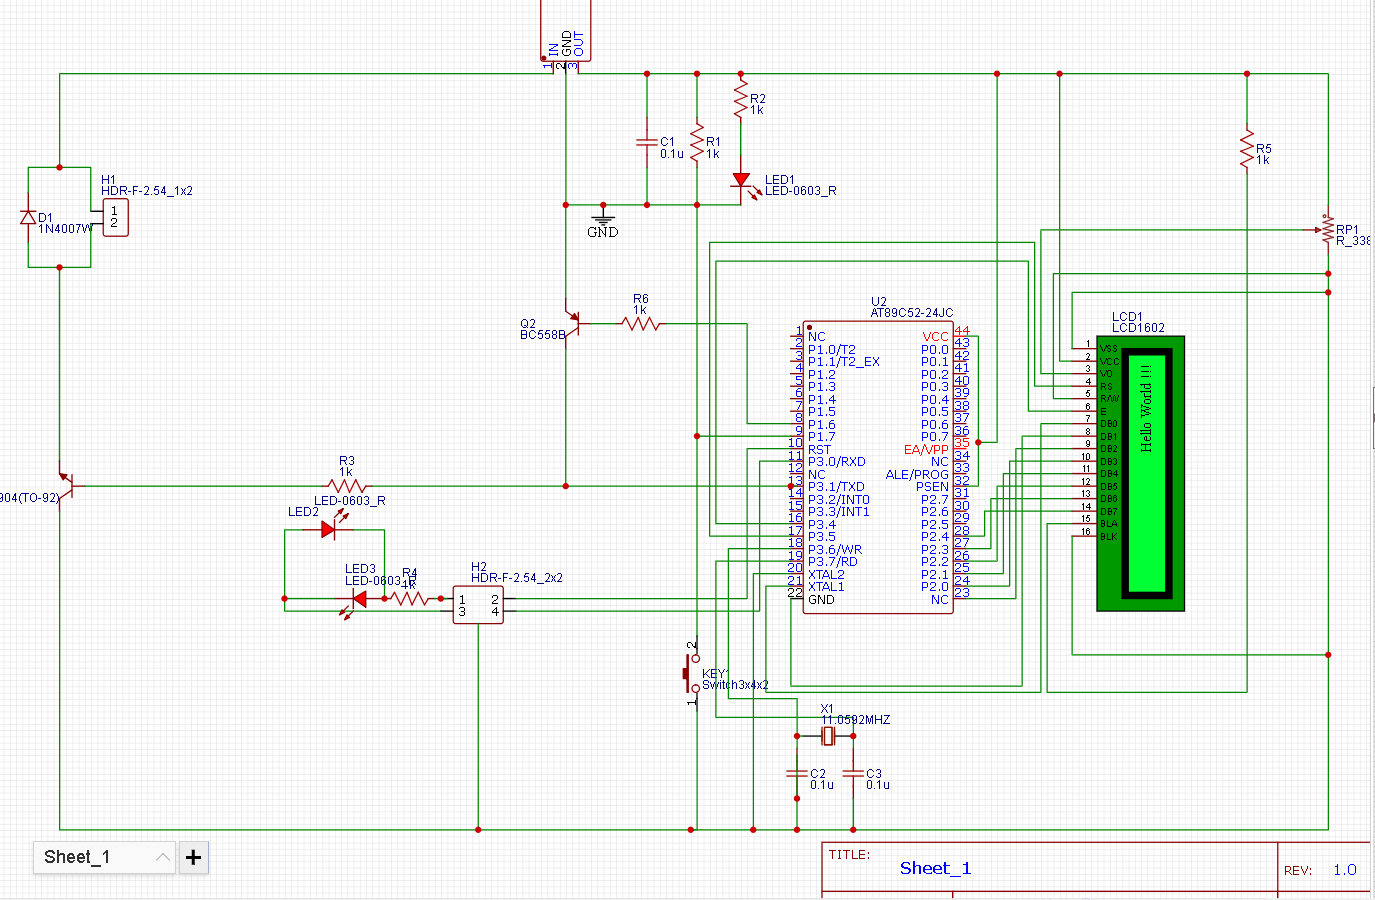 IN
GND
OUT
1
2
3
R2
1k
C1
0.1u
R1
1k
R5
1k
LED1
LED-0603_R
H1
HDR-F-2.54_1x2
1
2
D1
1N4007W
GND
RP1
R_338
R6
1k
Q2
BC558B
U2
AT89C52-24JC
1 NC
2 P1.0/T2
3 P1.1/T2_EX
4 P1.2
5 P1.3
6 P1.4
7 P1.5
8 P1.6
9 P1.7
10 RST
11 P3.0/RXD
12 NC
13 P3.1/TXD
14 P3.2/INT0
15 P3.3/INT1
16 P3.4
17 P3.5
18 P3.6/WR
19 P3.7/RD
20 XTAL2
21 XTAL1
22 GND
VCC 44
P0.0 43
P0.1 42
P0.2 41
P0.3 40
P0.4 39
P0.5 38
P0.6 37
P0.7 36
EA/VPP 35
NC 34
ALE/PROG 33
PSEN 32
P2.7 31
P2.6 30
P2.5 29
P2.4 28
P2.3 27
P2.2 26
P2.1 25
P2.0 24
NC 23
LCD1
LCD1602
1 VSS
2 VCC
3 VO
4 RS
5 R/W
6 E
7 DB0
8 DB1
9 DB2
10 DB3
11 DB4
12 DB5
13 DB6
14 DB7
15 BLA
16 BLK
Hello World !!!
R3
1k
904(TO-92)
LED-0603_R
LED2
LED3
LED-0603_R
R4
1k
H2
HDR-F-2.54_2x2
1 2
3 4
2
KEY1
Switch3x4x2
1
X1
11.0592MHZ
C2
0.1u
C3
0.1u
Sheet_1
TITLE:
Sheet_1
REV: 1.0